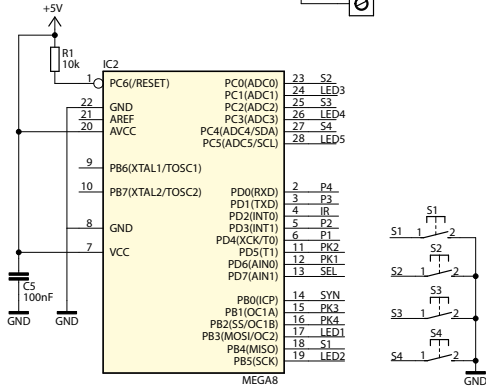 +5V
R1
10k
IC2
1 PC6(/RESET)
22 GND
21 AREF
20 AVCC
9 PB6(XTAL1/TOSC1)
10 PB7(XTAL2/TOSC2)
8 GND
7 VCC
PC0(ADC0) 23 S2
PC1(ADC1) 24 LED3
PC2(ADC2) 25 S3
PC3(ADC3) 26 LED4
PC4(ADC4/SDA) 27 S4
PC5(ADC5/SCL) 28 LED5
PD0(RXD) 2 P4
PD1(TXD) 3 P3
PD2(INT0) 4 IR
PD3(INT1) 5 P2
PD4(XCK/T0) 6 P1
PD5(T1) 11 PK2
PD6(AIN0) 12 PK1
PD7(AIN1) 13 SEL
PB0(ICP) 14 SYN
PB1(OC1A) 15 PK3
PB2(SS/OC1B) 16 PK4
PB3(MOSI/OC2) 17 LED1
PB4(MISO) 18 S1
PB5(SCK) 19 LED2
MEGA8
C5
100nF
GND GND
S1
S1 1 2
S2
S2 1 2
S3
S3 1 2
S4
S4 1 2
GND